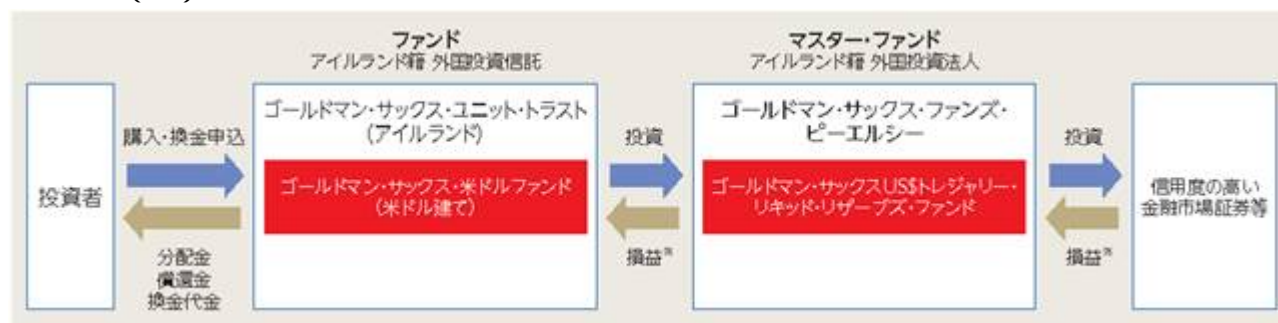 ファンド
アイルランド籍 外国投資信託
マスター・ファンド
アイルランド籍 外国投資法人
投資者
購入・換金申込
分配金
償還金
換金代金
ゴールドマン・サックス・ユニット・トラスト
(アイルランド)
ゴールドマン・サックス・米ドルファンド
(米ドル建て)
投資
損益
ゴールドマン・サックス・ファンズ・
ピーエルシー
ゴールドマン・サックスUS$トレジャリー・
リキッド・リザーブズ・ファンド
投資
損益
信用度の高い
金融市場証券等